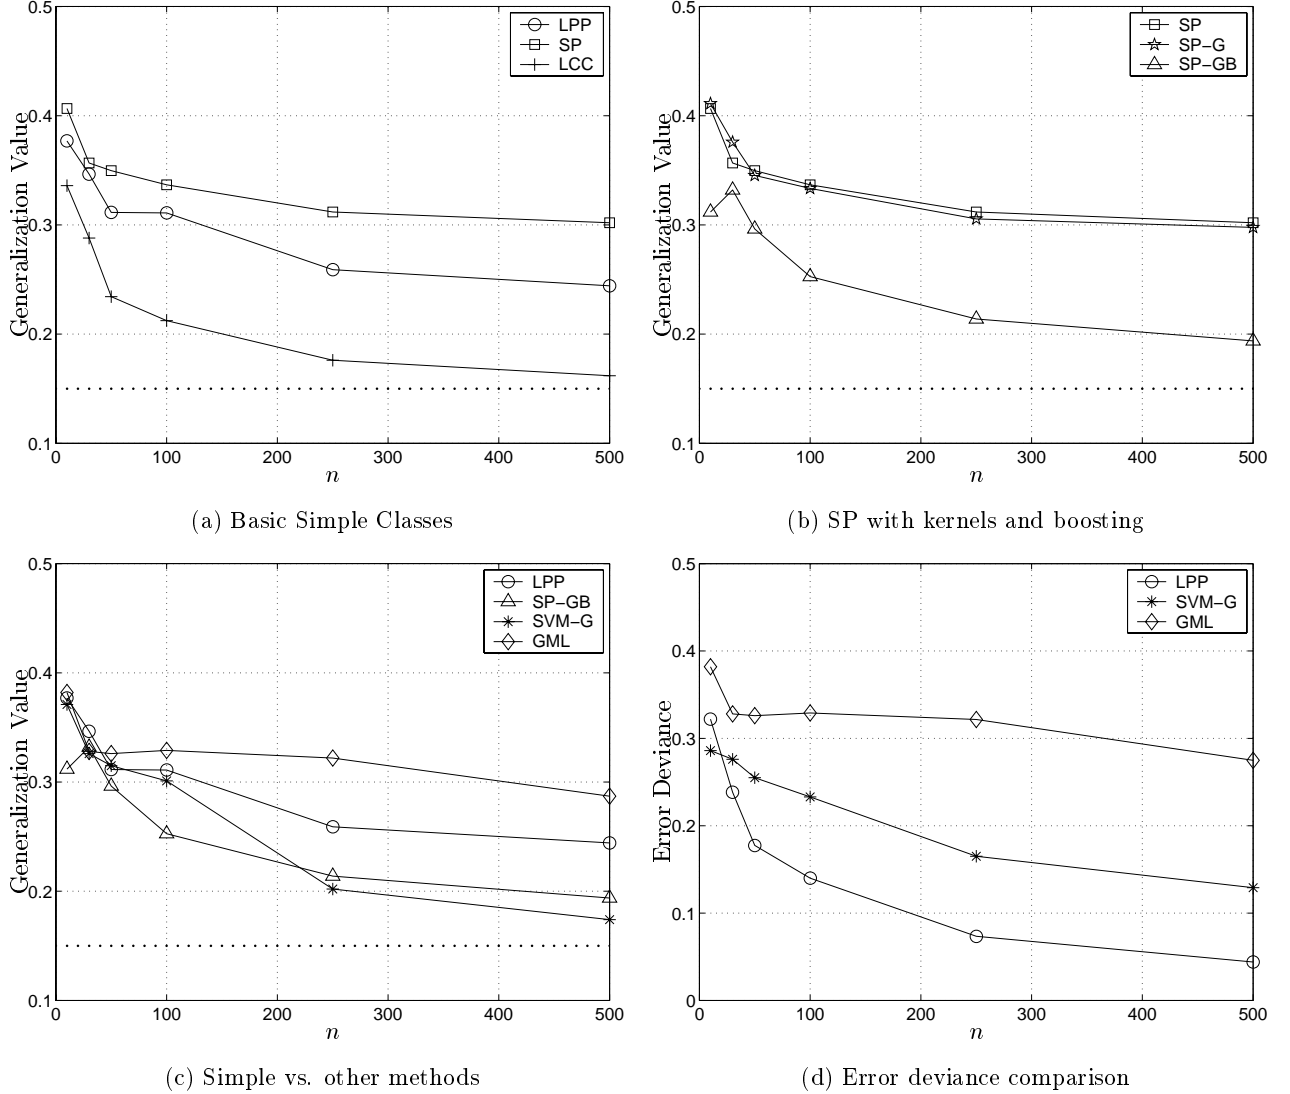 0.5
0.4
0.3
0.2
0.1
Generalization Value
LPP
SP
LCC
0 100 200 300 400 500
n
(a) Basic Simple Classes
0.5
0.4
0.3
0.2
0.1
Generalization Value
SP
SP-G
SP-GB
0 100 200 300 400 500
n
(b) SP with kernels and boosting
0.5
0.4
0.3
0.2
0.1
Generalization Value
LPP
SP-GB
SVM-G
GML
0 100 200 300 400 500
n
(c) Simple vs. other methods
0.5
0.4
0.3
0.2
0.1
0
Error Deviance
LPP
SVM-G
GML
0 100 200 300 400 500
n
(d) Error deviance comparison